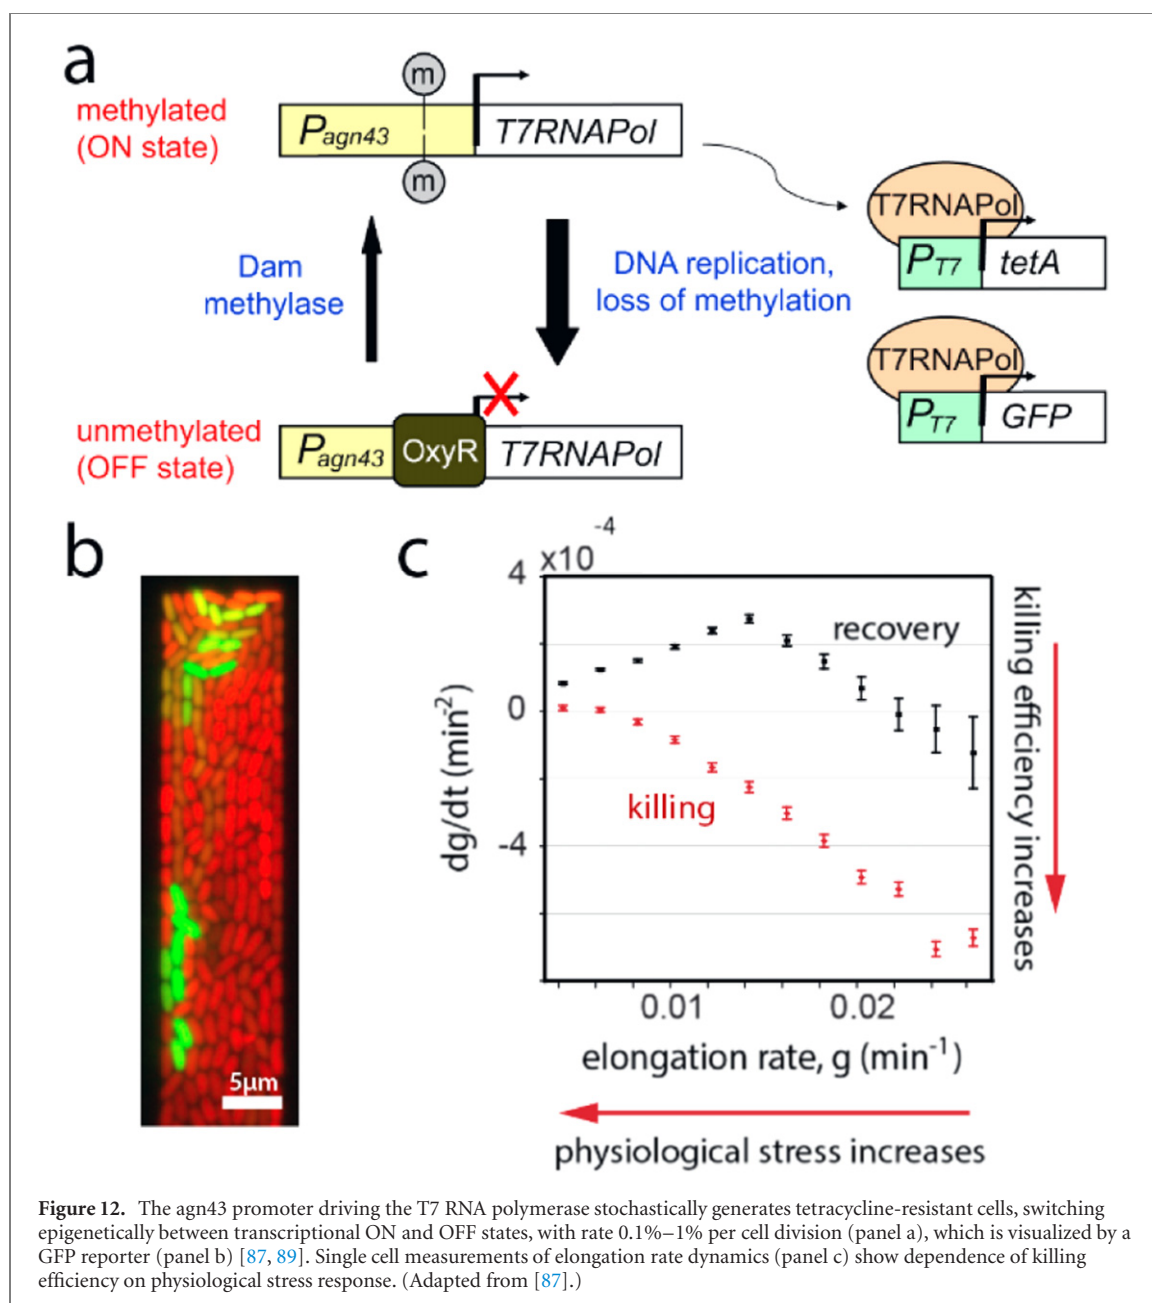 a
methylated
(ON state)
m
Pagn43
T7RNAPol
m
Dam
methylase
DNA replication,
loss of methylation
T7RNAPol
PT7
tetA
T7RNAPol
PT7
GFP
unmethylated
(OFF state)
Pagn43
OxyR
T7RNAPol
b
5μm
c
4 x10 -4
0
-4
dg/dt (min-2)
recovery
killing
0.01 0.02
elongation rate, g (min-1)
physiological stress increases
killing efficiency increases
Figure 12. The agn43 promoter driving the T7 RNA polymerase stochastically generates tetracycline-resistant cells, switching
epigenetically between transcriptional ON and OFF states, with rate 0.1%–1% per cell division (panel a), which is visualized by a
GFP reporter (panel b) [87, 89]. Single cell measurements of elongation rate dynamics (panel c) show dependence of killing
efficiency on physiological stress response. (Adapted from [87].)